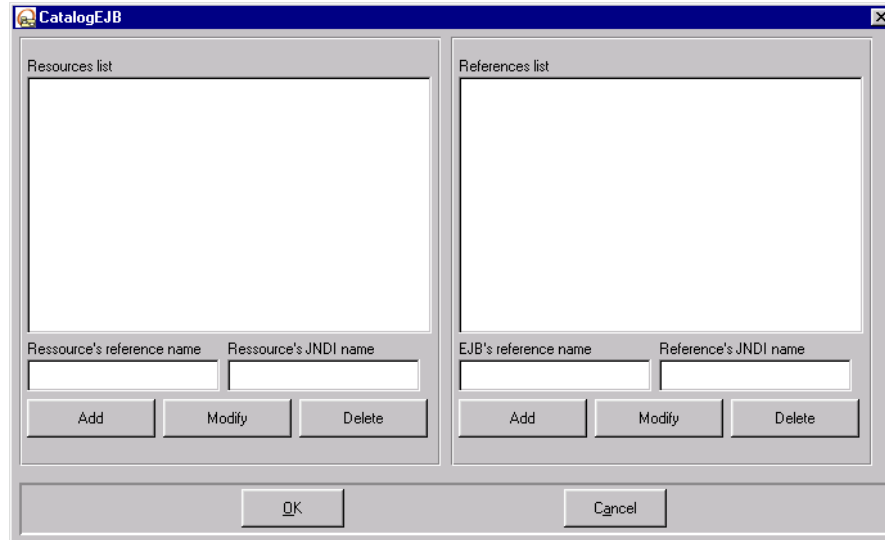 CatalogEJB
Resources list
References list
Ressource's reference name
Ressource's JNDI name
EJB's reference name
Reference's JNDI name
Add
Modify
Delete
Add
Modify
Delete
OK
Cancel